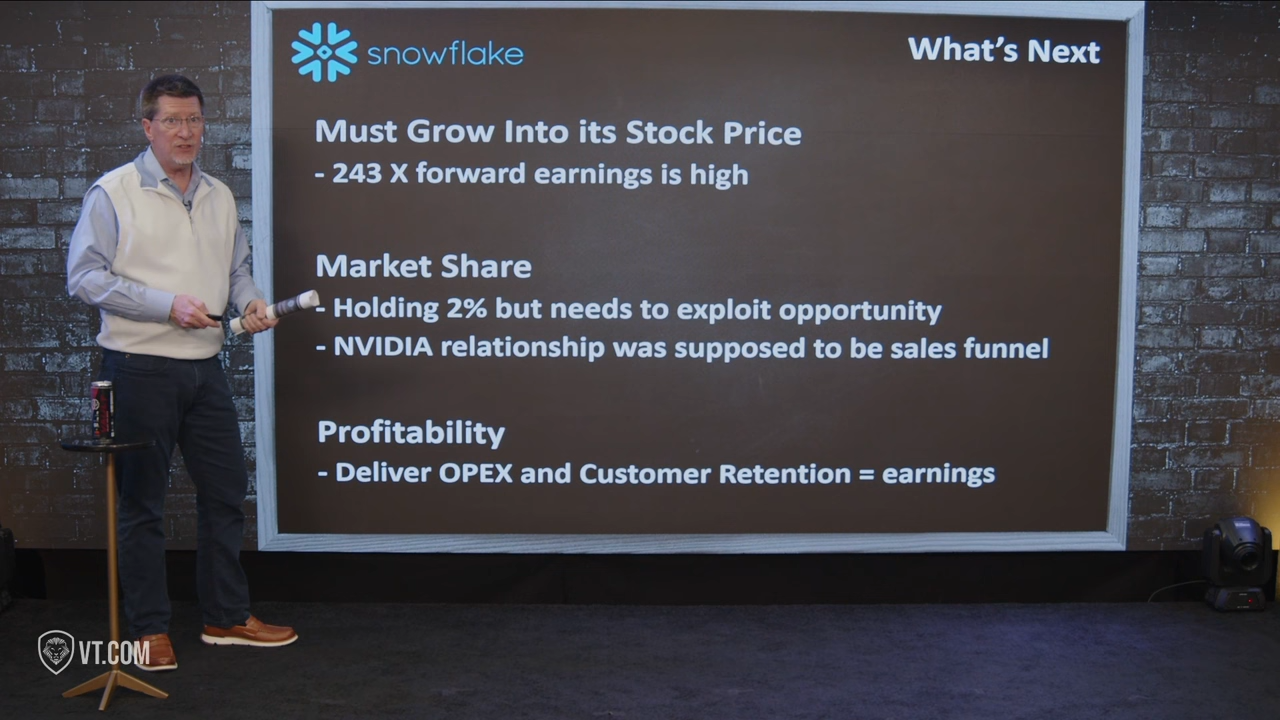 snowflake
What's Next
Must Grow Into its Stock Price
- 243 X forward earnings is high
Market Share
- Holding 2% but needs to exploit opportunity
- NVIDIA relationship was supposed to be sales funnel
Profitability
- Deliver OPEX and Customer Retention = earnings
VT.COM